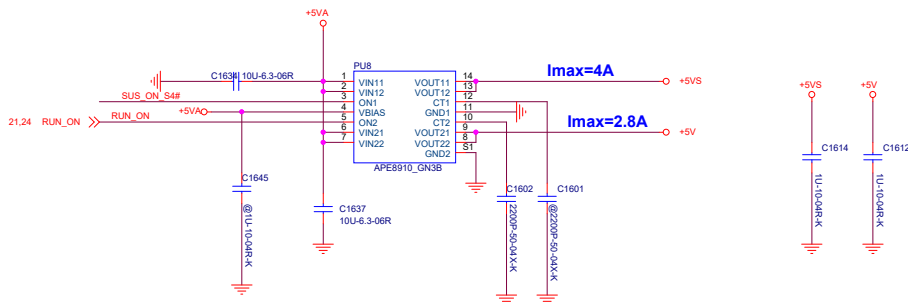 +5VA
PU8
C1634 10U-6.3-06R
Imax=4A
1 VIN11 VOUT11 14
+5VS
2 VIN12 VOUT12 13
SUS_ON_S4#
3 ON1 CT1 12
+5VA
4 VBIAS GND1 11
21,24 RUN_ON RUN_ON
5 ON2 CT2 10
Imax=2.8A
6 VIN21 VOUT21 9
+5V
7 VIN22 VOUT22 8
GND2 S1
APE8910_GN3B
+5VS
+5V
C1614
1U-10-04R-K
C1612
1U-10-04R-K
C1645
@1U-10-04R-K
C1637
10U-6.3-06R
C1602
2200P-50-04X-K
C1601
@2200P-50-04X-K